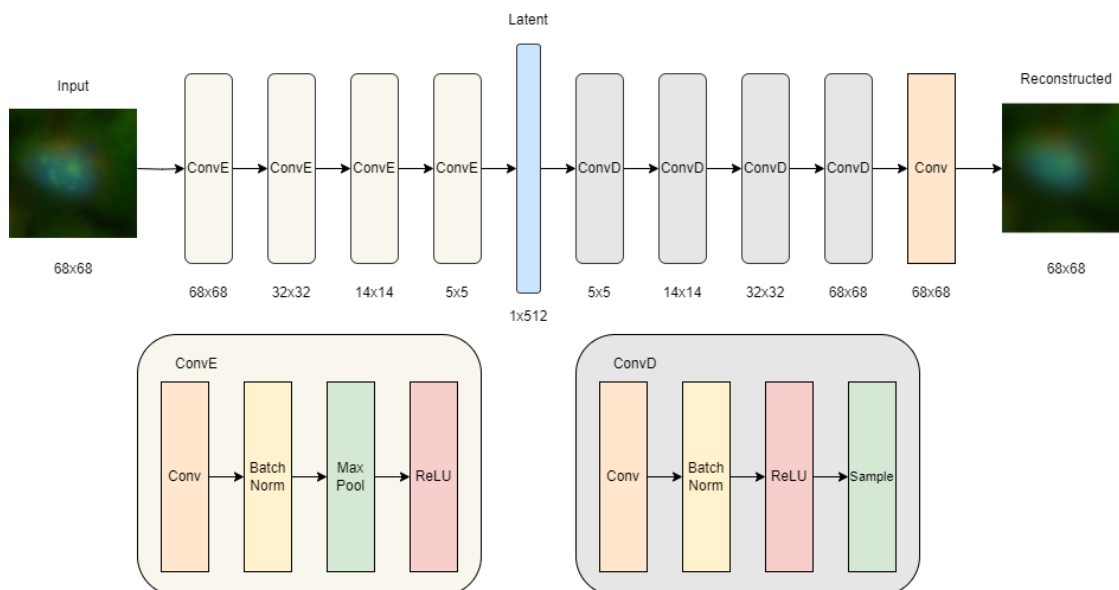 Latent
Input
Reconstructed
ConvE
ConvE
ConvE
ConvE
ConvD
ConvD
ConvD
ConvD
Conv
68x68
68x68
32x32
14x14
5x5
1x512
5x5
14x14
32x32
68x68
68x68
68x68
ConvE
Conv
Batch
Norm
Max
Pool
ReLU
ConvD
Conv
Batch
Norm
ReLU
Sample